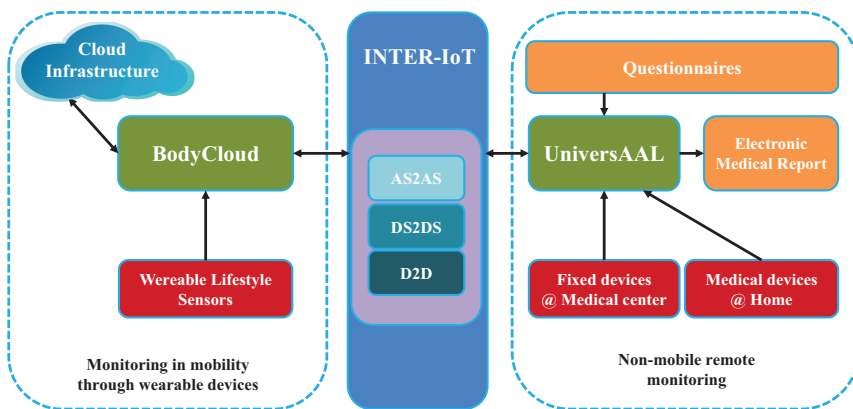 Cloud
Infrastructure
BodyCloud
Wereable Lifestyle
Sensors
Monitoring in mobility
through wearable devices
INTER-IoT
AS2AS
DS2DS
D2D
Questionnaires
UniversAAL
Electronic
Medical Report
Fixed devices
@ Medical center
Medical devices
@ Home
Non-mobile remote
monitoring